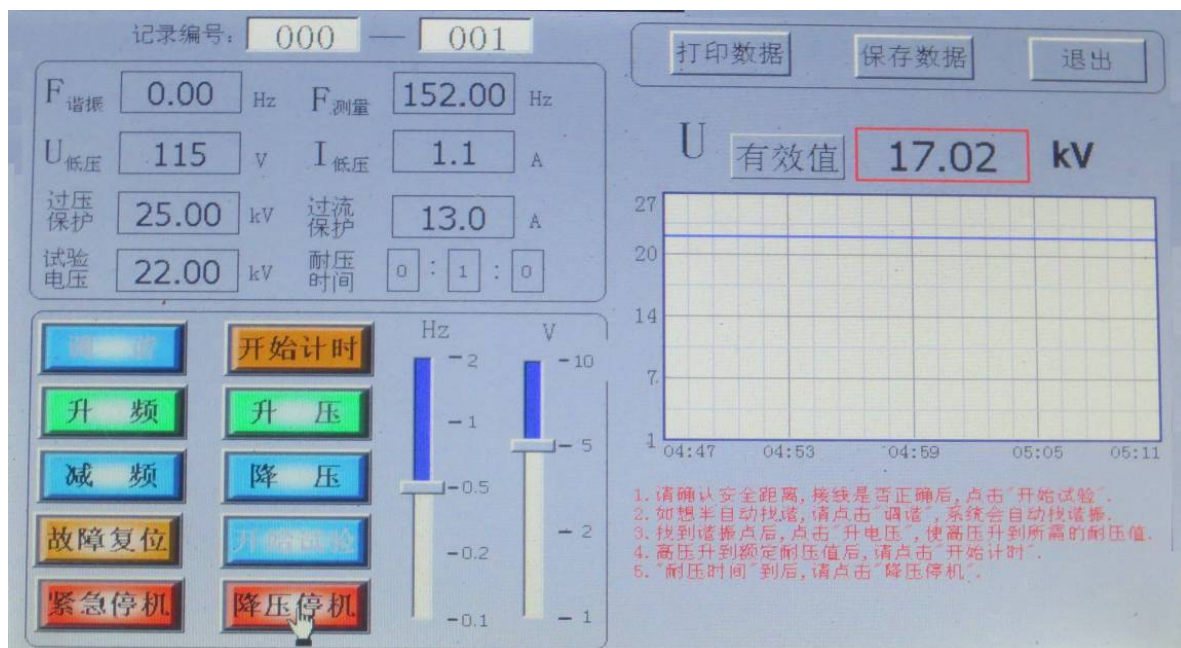 记录编号: 000 — 001
打印数据 保存数据 退出
F谐振 0.00 Hz F测量 152.00 Hz
U低压 115 V I低压 1.1 A
过压保护 25.00 kV 过流保护 13.0 A
试验电压 22.00 kV 耐压时间 0 : 1 : 0
U 有效值 17.02 kV
27
20
14
7
1
04:47 04:53 04:59 05:05 05:11
调 谐 开始计时
升 频 升 压
减 频 降 压
故障复位 开始试验
紧急停机 降压停机
Hz V
2 10
1
5
0.5
2
0.2
0.1 1
1.请确认安全距离,接线是否正确后,点击"开始试验".
2.如想半自动找谐,请点击"调谐",系统会自动找谐振.
3.找到谐振点后,点击"升电压",使高压升到所需的耐压值.
4.高压升到额定耐压值后,请点击"开始计时".
5."耐压时间"到后,请点击"降压停机".